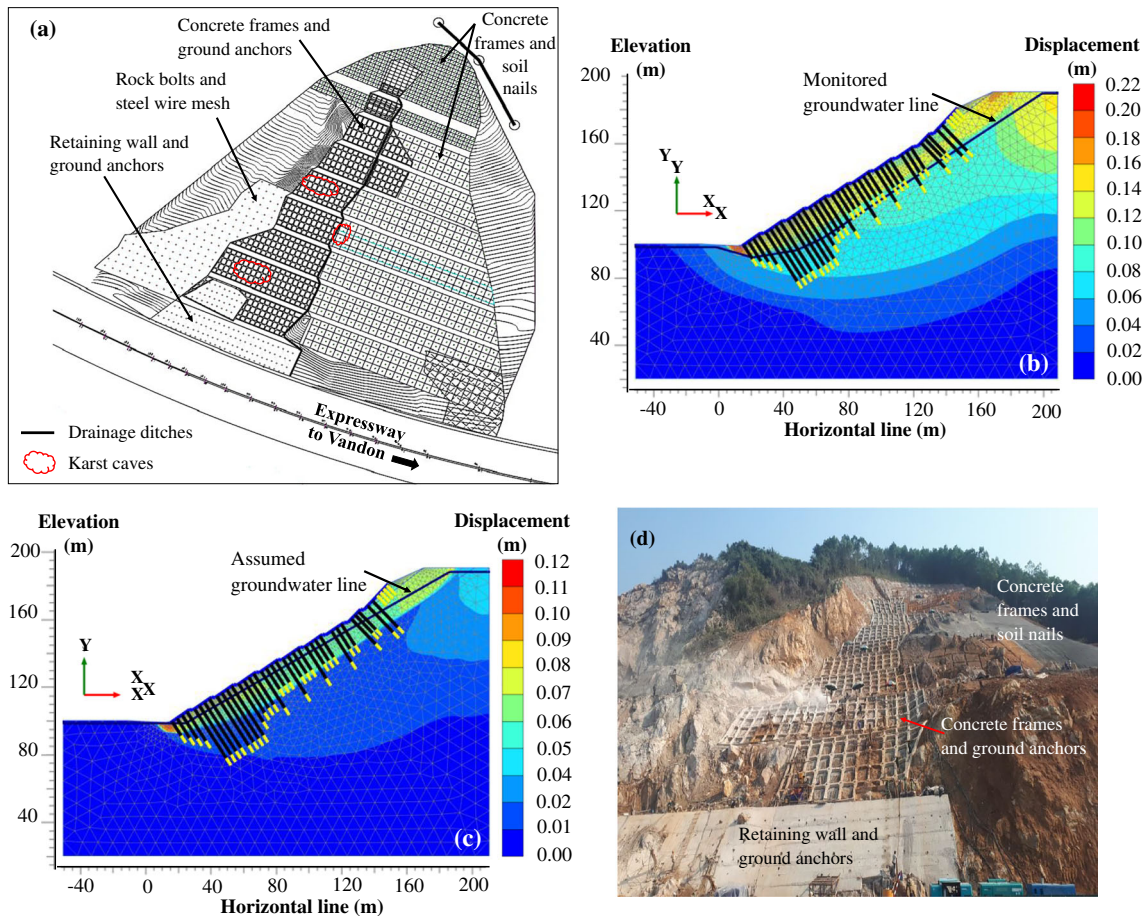 (a)
Concrete frames and
ground anchors
Concrete
frames and
soil
nails
Rock bolts and
steel wire mesh
Retaining wall and
ground anchors
Expressway
to Vandon
Drainage ditches
Karst caves
Elevation
(m)
Displacement
(m)
Monitored
groundwater line
200
160
120
80
40
Y
Y
X
X
0.22
0.20
0.18
0.16
0.14
0.12
0.10
0.08
0.06
0.04
0.02
0.00
(b)
-40 0 40 80 120 160 200
Horizontal line (m)
Elevation
(m)
Displacement
(m)
Assumed
groundwater line
200
160
120
80
40
Y
X
X
X
0.12
0.11
0.10
0.09
0.08
0.07
0.06
0.05
0.04
0.02
0.01
0.00
(c)
-40 0 40 80 120 160 200
Horizontal line (m)
(d)
Concrete
frames and
soil nails
Concrete frames
and ground anchors
Retaining wall and
ground anchors